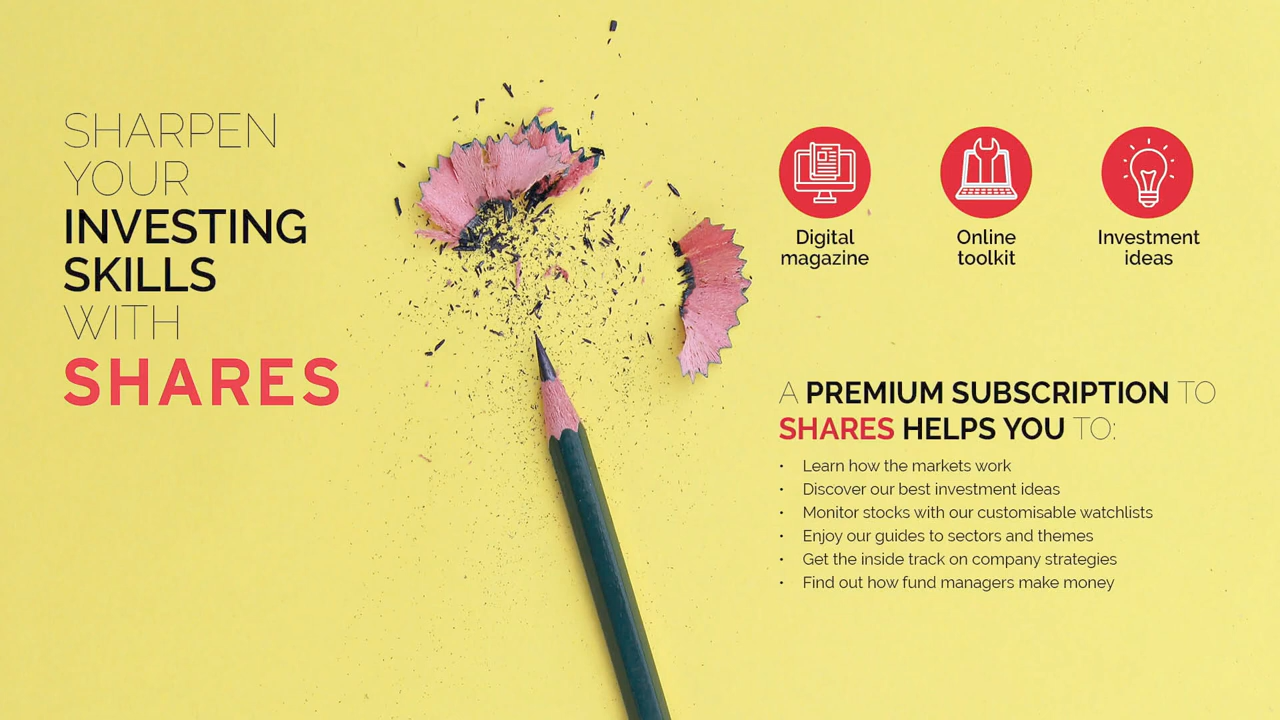 SHARPEN
YOUR
INVESTING
SKILLS
WITH
SHARES
Digital
magazine
Online
toolkit
Investment
ideas
A PREMIUM SUBSCRIPTION TO
SHARES HELPS YOU TO:
• Learn how the markets work
• Discover our best investment ideas
• Monitor stocks with our customisable watchlists
• Enjoy our guides to sectors and themes
• Get the inside track on company strategies
• Find out how fund managers make money